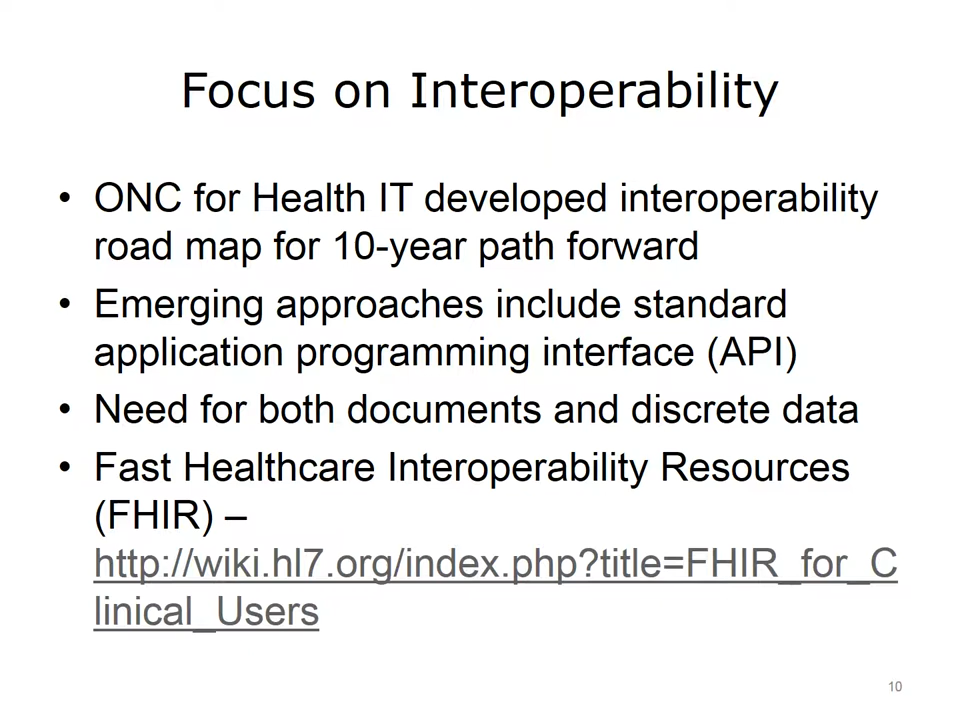 Focus on Interoperability
• ONC for Health IT developed interoperability
road map for 10-year path forward
• Emerging approaches include standard
application programming interface (API)
• Need for both documents and discrete data
• Fast Healthcare Interoperability Resources
(FHIR) –
http://wiki.hl7.org/index.php?title=FHIR_for_C
linical_Users
10